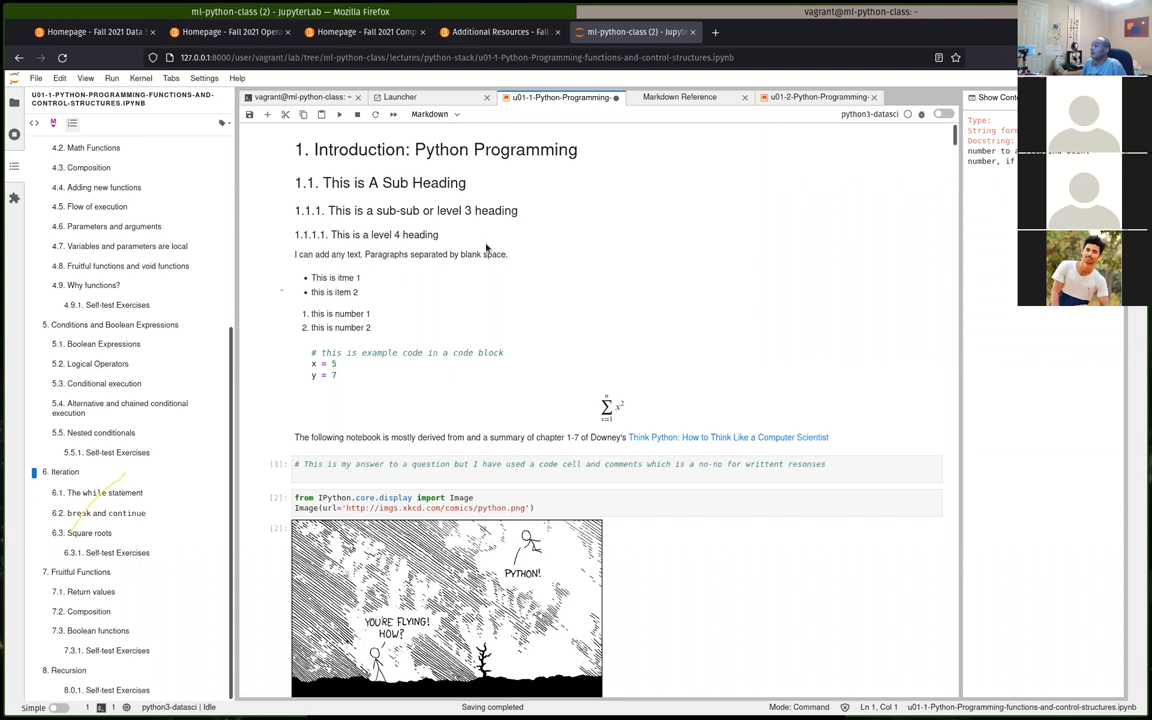 ml-python-class (2) - JupyterLab — Mozilla Firefox
vagrant@ml-python-class: ~
Homepage - Fall 2021 Data
Homepage - Fall 2021 Opera
Homepage - Fall 2021 Comp
Additional Resources - Fall
ml-python-class (2) - Jupyte
127.0.0.1:8000/user/vagrant/lab/tree/ml-python-class/lectures/python-stack/u01-1-Python-Programming-functions-and-control-structures.ipynb
File Edit View Run Kernel Tabs Settings Help
U01-1-PYTHON-PROGRAMMING-FUNCTIONS-AND-
CONTROL-STRUCTURES.IPYNB
4.2. Math Functions
4.3. Composition
4.4. Adding new functions
4.5. Flow of execution
4.6. Parameters and arguments
4.7. Variables and parameters are local
4.8. Fruitful functions and void functions
4.9. Why functions?
4.9.1. Self-test Exercises
5. Conditions and Boolean Expressions
5.1. Boolean Expressions
5.2. Logical Operators
5.3. Conditional execution
5.4. Alternative and chained conditional
execution
5.5. Nested conditionals
5.5.1. Self-test Exercises
6. Iteration
6.1. The while statement
6.2. break and continue
6.3. Square roots
6.3.1. Self-test Exercises
7. Fruitful Functions
7.1. Return values
7.2. Composition
7.3. Boolean functions
7.3.1. Self-test Exercises
8. Recursion
8.0.1. Self-test Exercises
vagrant@ml-python-class: ~
Launcher
u01-1-Python-Programming-
Markdown Reference
u01-2-Python-Programming-
Markdown
python3-datasci
1. Introduction: Python Programming
1.1. This is A Sub Heading
1.1.1. This is a sub-sub or level 3 heading
1.1.1.1. This is a level 4 heading
I can add any text. Paragraphs separated by blank space.
• This is itme 1
• this is item 2
1. this is number 1
2. this is number 2
# this is example code in a code block
x = 5
y = 7
n
∑ x²
x=1
The following notebook is mostly derived from and a summary of chapter 1-7 of Downey's Think Python: How to Think Like a Computer Scientist
[1]: # This is my answer to a question but I have used a code cell and comments which is a no-no for writtent resonses
[2]: from IPython.core.display import Image
Image(url='http://imgs.xkcd.com/comics/python.png')
[2]:
PYTHON!
YOU'RE FLYING!
HOW?
Show Cont
Type:
String form
Docstring:
number to a
number, if
Simple 1 1 python3-datasci | Idle
Saving completed
Mode: Command
Ln 1, Col 1
u01-1-Python-Programming-functions-and-control-structures.ipynb